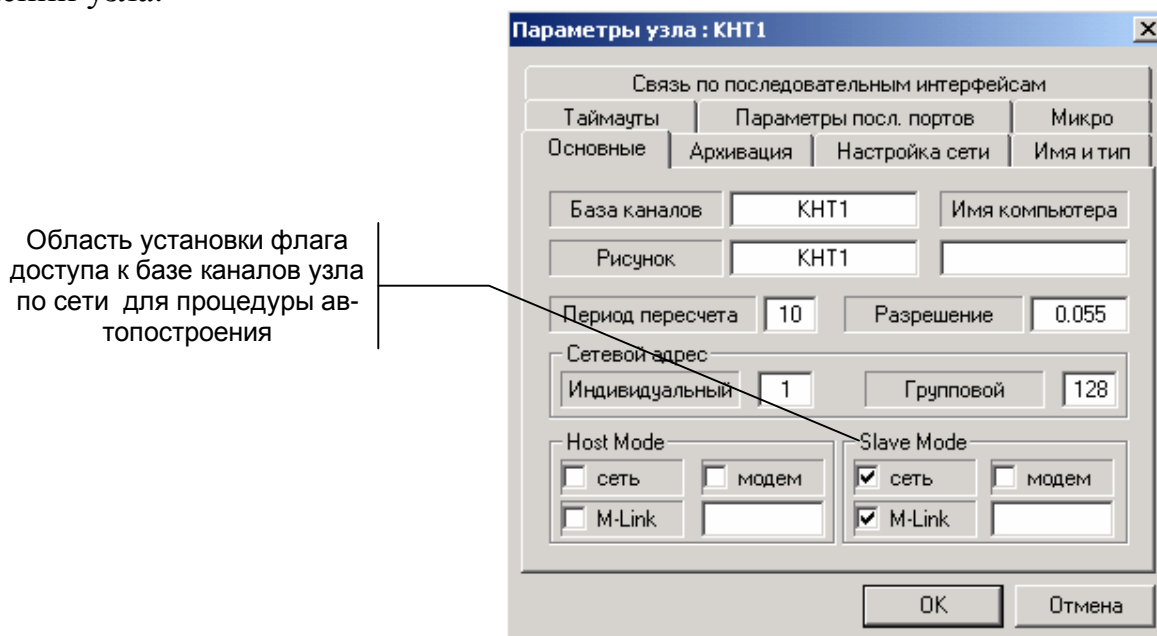 узла.
Параметры узла : КНТ1
Связь по последовательным интерфейсам
Таймауты Параметры посл. портов Микро
Основные Архивация Настройка сети Имя и тип
База каналов КНТ1 Имя компьютера
Рисунок КНТ1
Период пересчета 10 Разрешение 0.055
Сетевой адрес
Индивидуальный 1 Групповой 128
Host Mode Slave Mode
сеть модем сеть модем
M-Link M-Link
OK Отмена
Область установки флага
доступа к базе каналов узла
по сети для процедуры ав-
топостроения